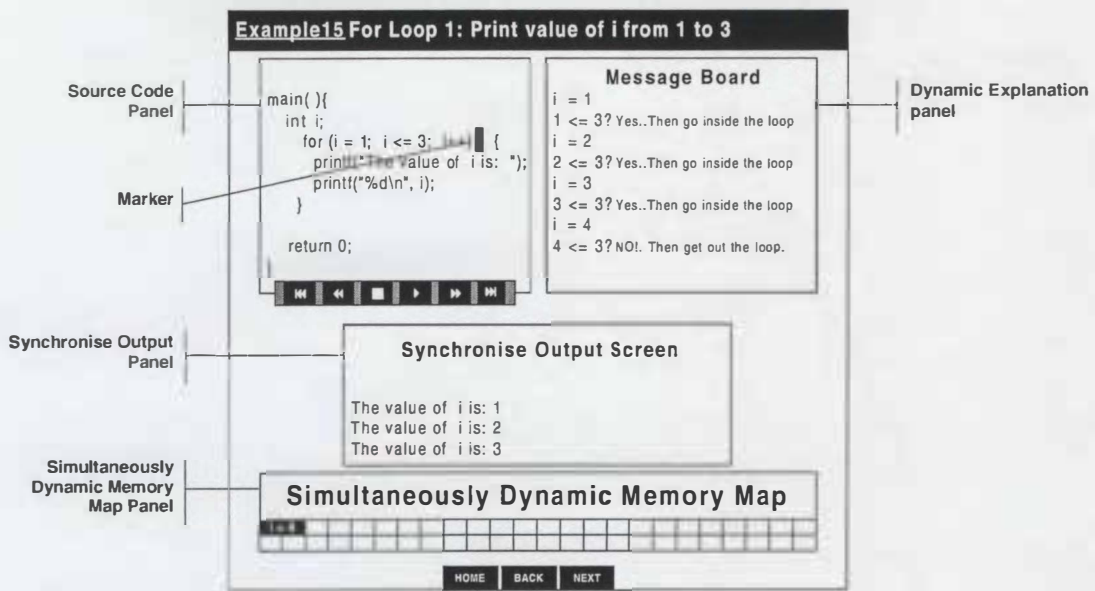 Example15 For Loop 1: Print value of i from 1 to 3
Source Code
Panel
main( ){
int i;
for (i = 1; i <= 3; {
printf("The value of i is: ");
printf("%d\n", i);
}
return 0;
Marker
Message Board
i = 1
1 <= 3? Yes..Then go inside the loop
i = 2
2 <= 3? Yes..Then go inside the loop
i = 3
3 <= 3? Yes..Then go inside the loop
i = 4
4 <= 3? NO!. Then get out the loop.
Dynamic Explanation
panel
Synchronise Output
Panel
Synchronise Output Screen
The value of i is: 1
The value of i is: 2
The value of i is: 3
Simultaneously
Dynamic Memory
Map Panel
Simultaneously Dynamic Memory Map
HOME BACK NEXT